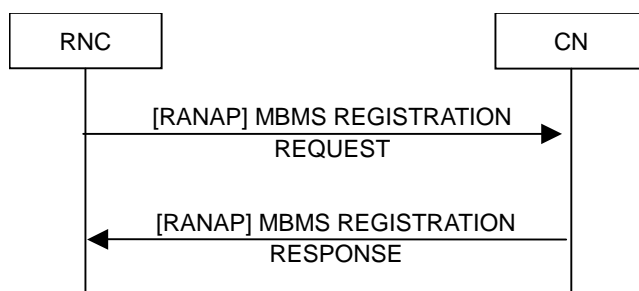 RNC
CN
[RANAP] MBMS REGISTRATION
REQUEST
[RANAP] MBMS REGISTRATION
RESPONSE